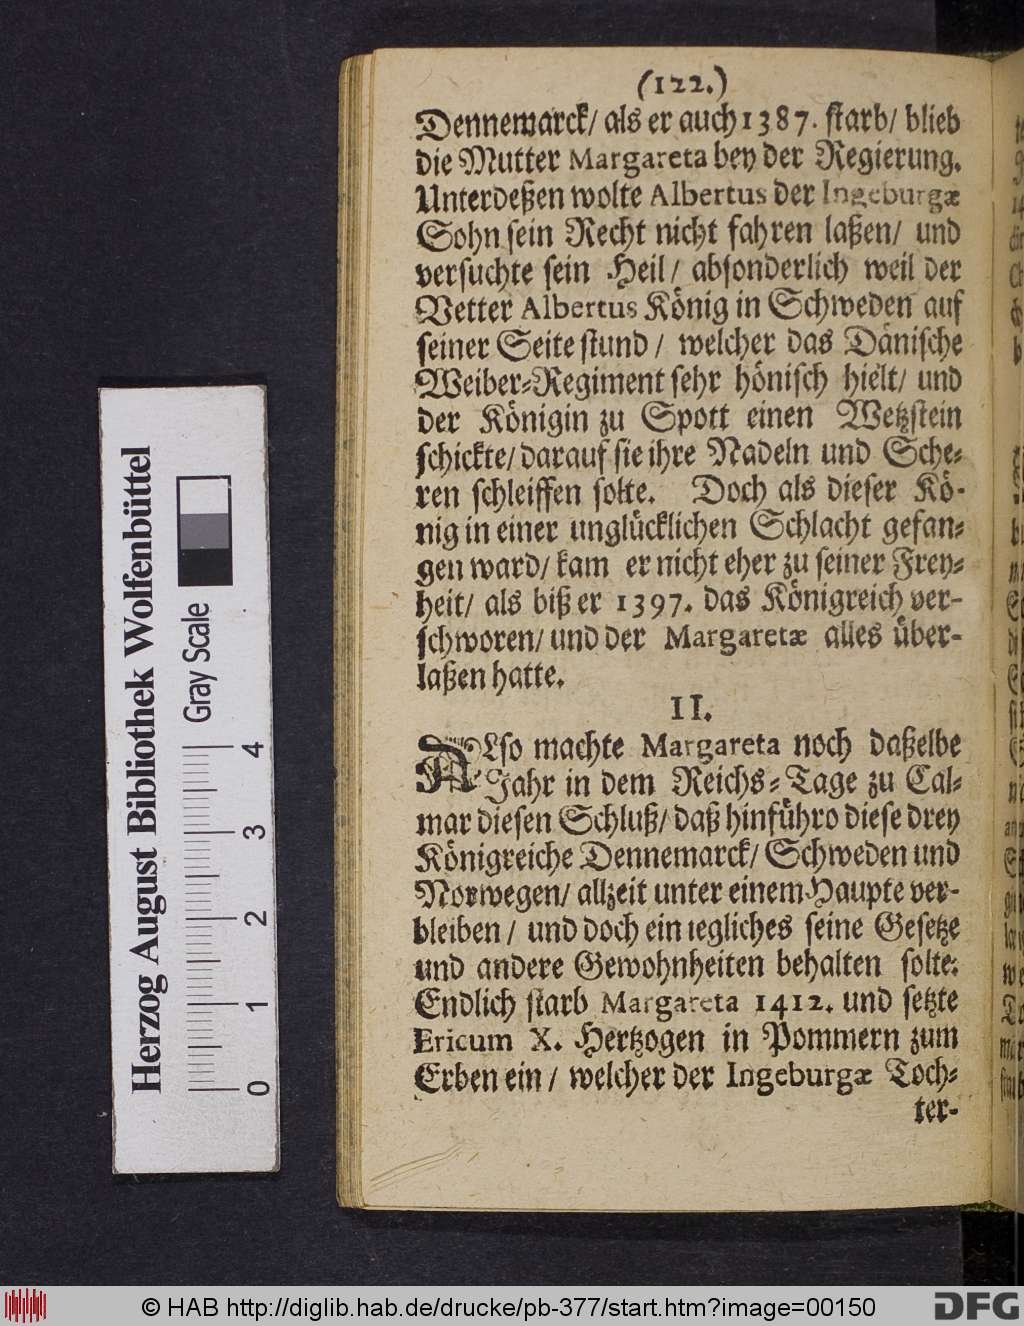 (122.)
Dennemarck/ als er auch 1387. starb/ blieb
die Mutter Margareta bey der Regierung.
Unterdeßen wolte Albertus der Ingeburgæ
Sohn sein Recht nicht fahren laßen/ und
versuchte sein Heil/ absonderlich weil der
Vetter Albertus König in Schweden auf
seiner Seite stund/ welcher das Dänische
Weiber-Regiment sehr hönisch hielt/ und
der Königin zu Spott einen Wetzstein
schickte/ darauf sie ihre Nadeln und Sche-
ren schleiffen solte. Doch als dieser Kö-
nig in einer unglücklichen Schlacht gefan-
gen ward/ kam er nicht eher zu seiner Frey-
heit/ als biß er 1397. das Königreich ver-
schworen/ und der Margaretæ alles über-
laßen hatte.
II.
ALso machte Margareta noch daßelbe
Jahr in dem Reichs-Tage zu Cal-
mar diesen Schluß/ daß hinführo diese drey
Königreiche Dennemarck/ Schweden und
Norwegen/ allzeit unter einem Haupte ver-
bleiben/ und doch ein iegliches seine Gesetze
und andere Gewohnheiten behalten solte.
Endlich starb Margareta 1412. und setzte
Ericum X. Hertzogen in Pommern zum
Erben ein/ welcher der Ingeburgæ Toch-
ter-
Herzog August Bibliothek Wolfenbüttel
Gray Scale
0 1 2 3 4
© HAB http://diglib.hab.de/drucke/pb-377/start.htm?image=00150
DFG